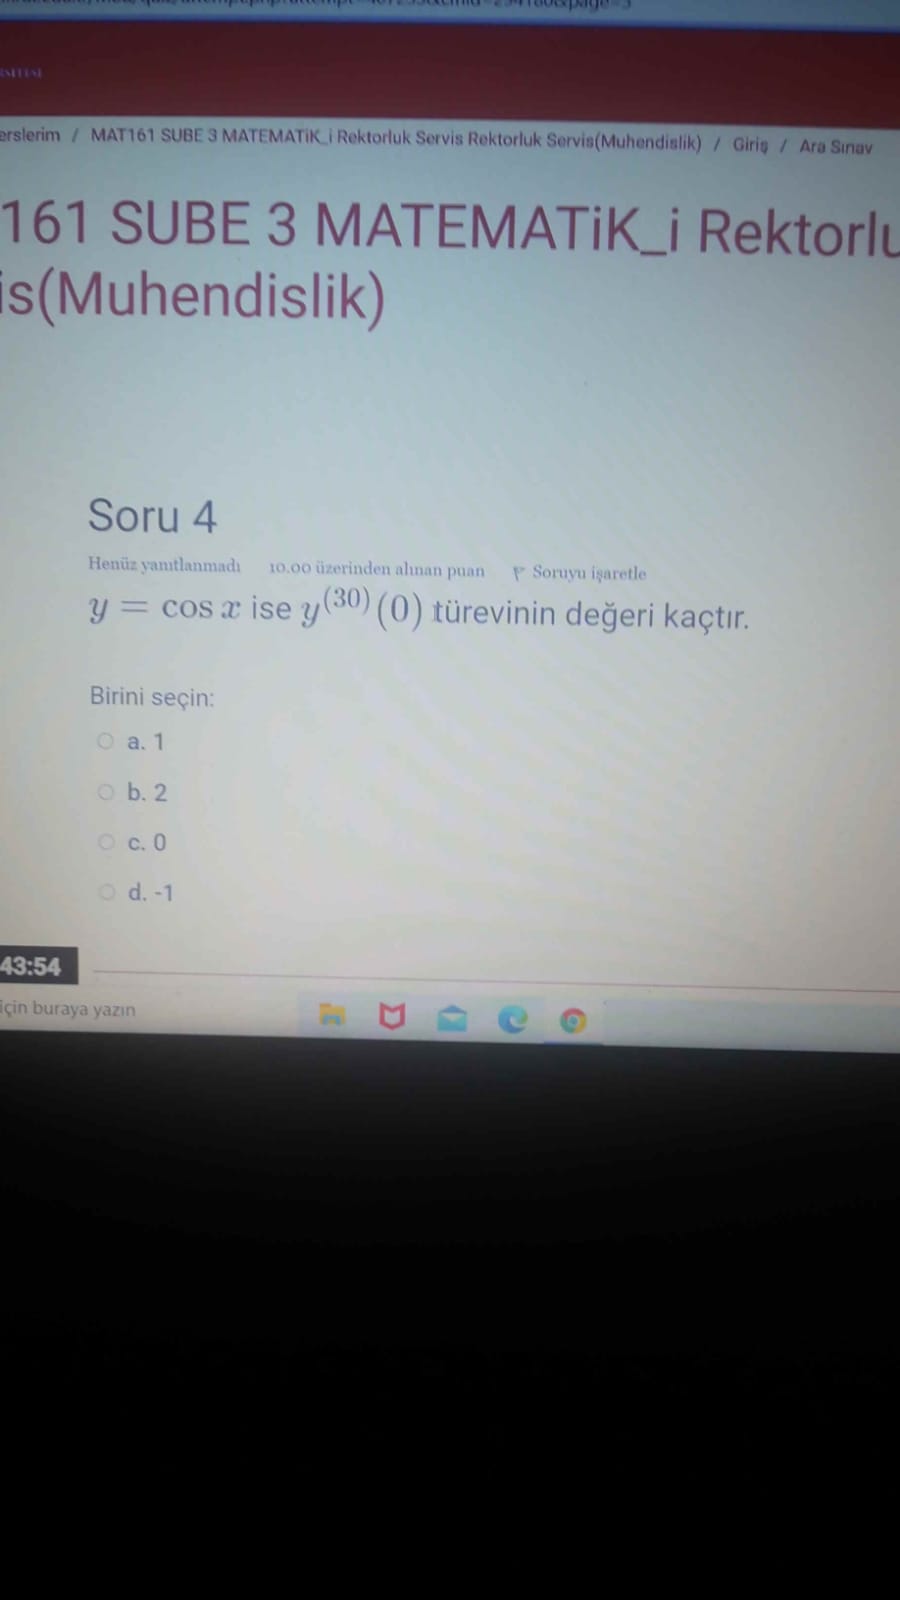 erslerim / MAT161 SUBE 3 MATEMATiK_i Rektorluk Servis Rektorluk Servis(Muhendislik) / Giriş / Ara Sınav
161 SUBE 3 MATEMATiK_i Rektorlu
is(Muhendislik)
Soru 4
Henüz yanıtlanmadı 10.00 üzerinden alınan puan Soruyu işaretle
y = cos x ise y^(30)(0) türevinin değeri kaçtır.
Birini seçin:
a. 1
b. 2
c. 0
d. -1
43:54
için buraya yazın